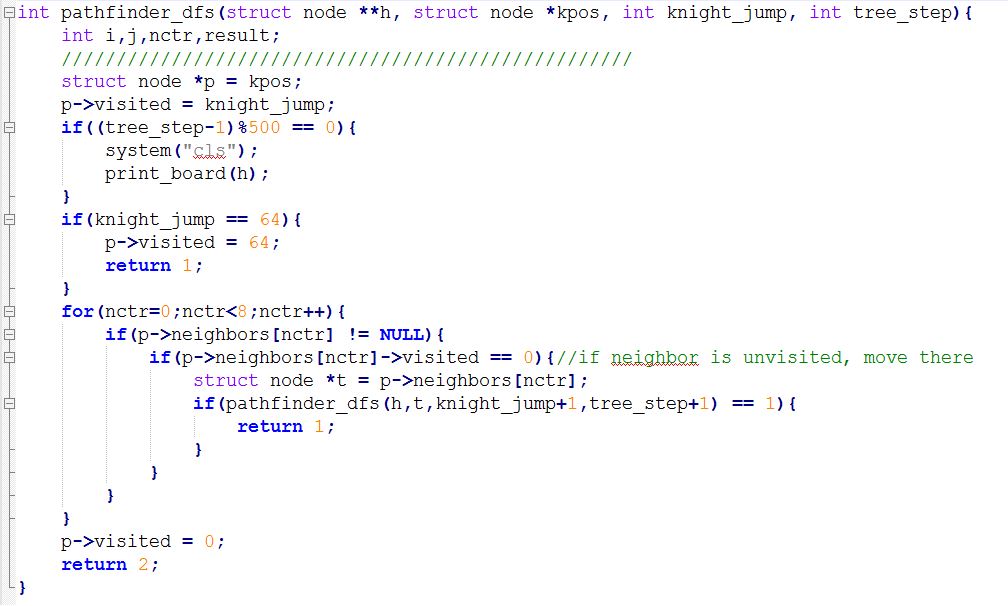 int pathfinder_dfs(struct node **h, struct node *kpos, int knight_jump, int tree_step){
    int i,j,nctr,result;
    ////////////////////////////////////////////////////
    struct node *p = kpos;
    p->visited = knight_jump;
    if((tree_step-1)%500 == 0){
        system("cls");
        print_board(h);
    }
    if(knight_jump == 64){
        p->visited = 64;
        return 1;
    }
    for(nctr=0;nctr<8;nctr++){
        if(p->neighbors[nctr] != NULL){
            if(p->neighbors[nctr]->visited == 0){//if neighbor is unvisited, move there
                struct node *t = p->neighbors[nctr];
                if(pathfinder_dfs(h,t,knight_jump+1,tree_step+1) == 1){
                    return 1;
                }
            }
        }
    }
    p->visited = 0;
    return 2;
}